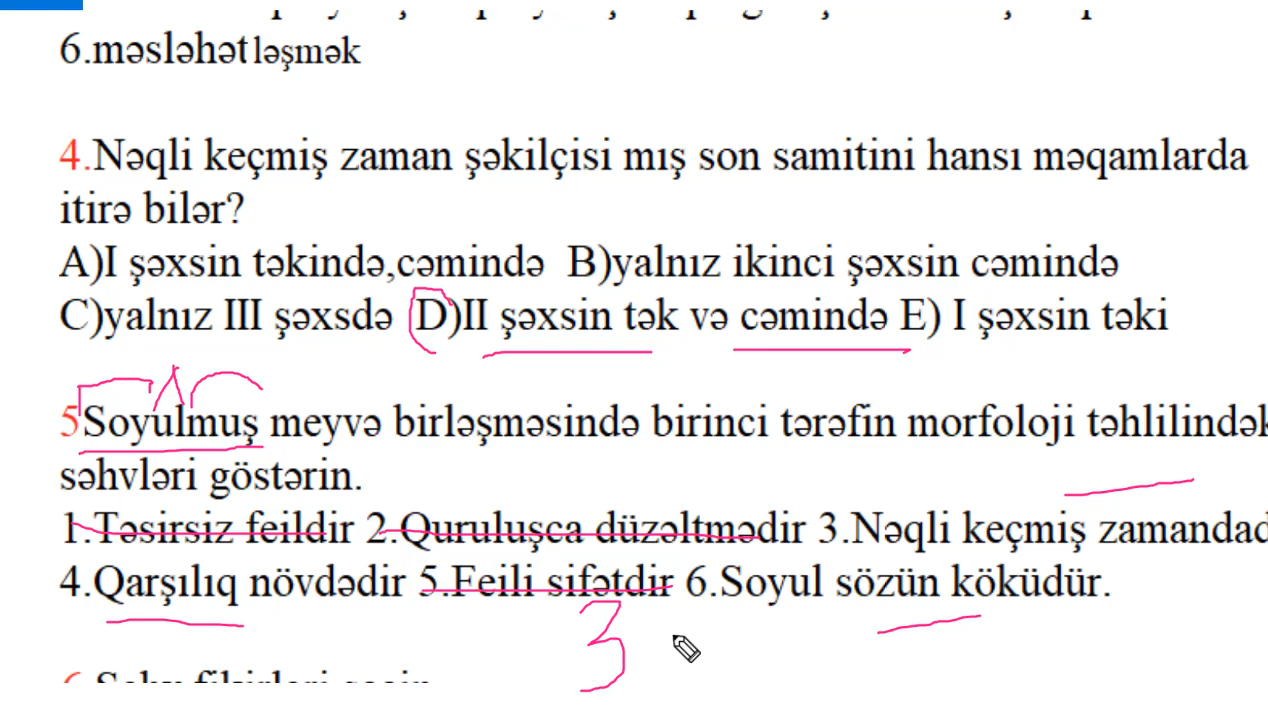 6.məsləhətləşmək
4.Nəqli keçmiş zaman şəkilçisi mış son samitini hansı məqamlarda
itirə bilər?
A)I şəxsin təkində,cəmində B)yalnız ikinci şəxsin cəmində
C)yalnız III şəxsdə D)II şəxsin tək və cəmində E) I şəxsin təki
5Soyulmuş meyvə birləşməsində birinci tərəfin morfoloji təhlilindək
səhvləri göstərin.
1.Təsirsiz feildir 2.Quruluşca düzəltmədir 3.Nəqli keçmiş zamandad
4.Qarşılıq növdədir 5.Feili sifətdir 6.Soyul sözün köküdür.
3